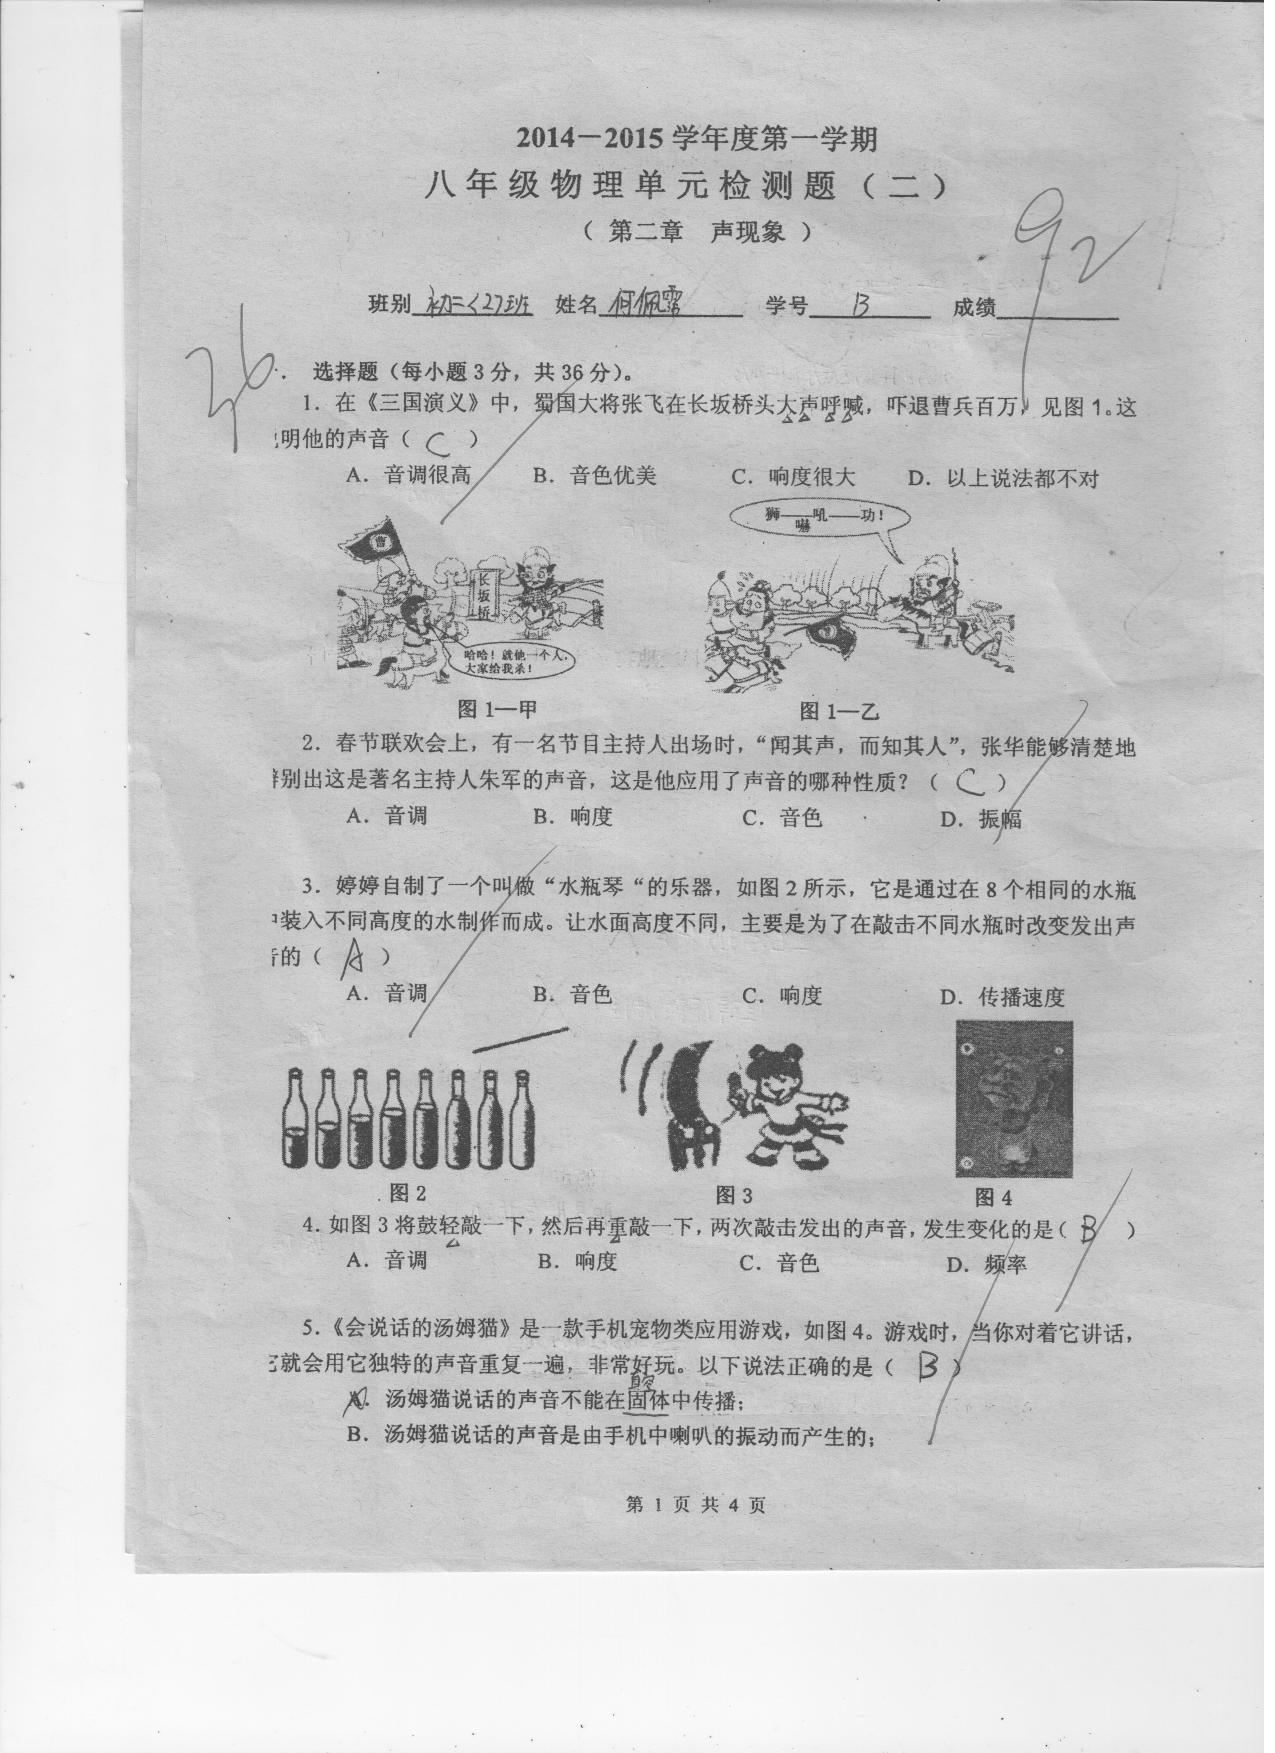 2014－2015学年度第一学期
八年级物理单元检测题（二）
（ 第二章　声现象 ）
92
班别 初二<27班 姓名 何佩露 学号 13 成绩
36
. 选择题（每小题3分，共36分）。
1．在《三国演义》中，蜀国大将张飞在长坂桥头大声呼喊，吓退曹兵百万，见图1。这
明他的声音（ C ）
A．音调很高 B．音色优美 C．响度很大 D．以上说法都不对
狮——吼——功！
嚇
曹
长坂桥
哈哈！就他一个人，
大家给我杀！
图1—甲 图1—乙
2．春节联欢会上，有一名节目主持人出场时，“闻其声，而知其人”，张华能够清楚地
别出这是著名主持人朱军的声音，这是他应用了声音的哪种性质？（ C ）
A．音调 B．响度 C．音色 D．振幅
3．婷婷自制了一个叫做“水瓶琴“的乐器，如图2所示，它是通过在8个相同的水瓶
装入不同高度的水制作而成。让水面高度不同，主要是为了在敲击不同水瓶时改变发出声
的（ A ）
A．音调 B．音色 C．响度 D．传播速度
图2 图3 图4
4．如图3将鼓轻敲一下，然后再重敲一下，两次敲击发出的声音，发生变化的是（ B ）
A．音调 B．响度 C．音色 D．频率
5．《会说话的汤姆猫》是一款手机宠物类应用游戏，如图4。游戏时，当你对着它讲话，
就会用它独特的声音重复一遍，非常好玩。以下说法正确的是（ B ）
真空
A．汤姆猫说话的声音不能在固体中传播；
B．汤姆猫说话的声音是由手机中喇叭的振动而产生的；
第 1 页 共 4 页